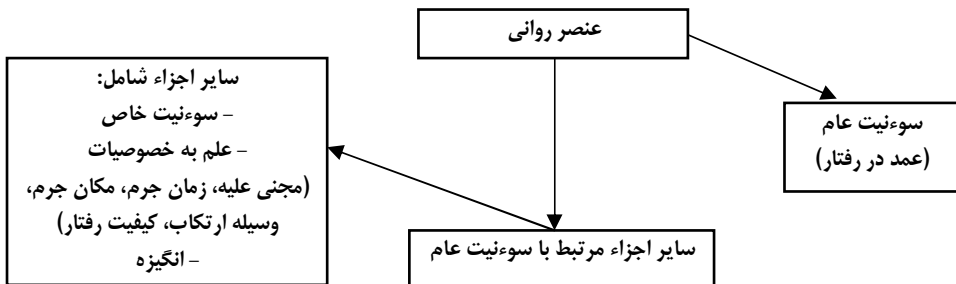 عنصر روانی
سوءنیت عام
(عمد در رفتار)
سایر اجزاء مرتبط با سوءنیت عام
سایر اجزاء شامل:
– سوءنیت خاص
– علم به خصوصیات
(مجنی علیه، زمان جرم، مکان جرم،
وسیله ارتکاب، کیفیت رفتار)
– انگیزه